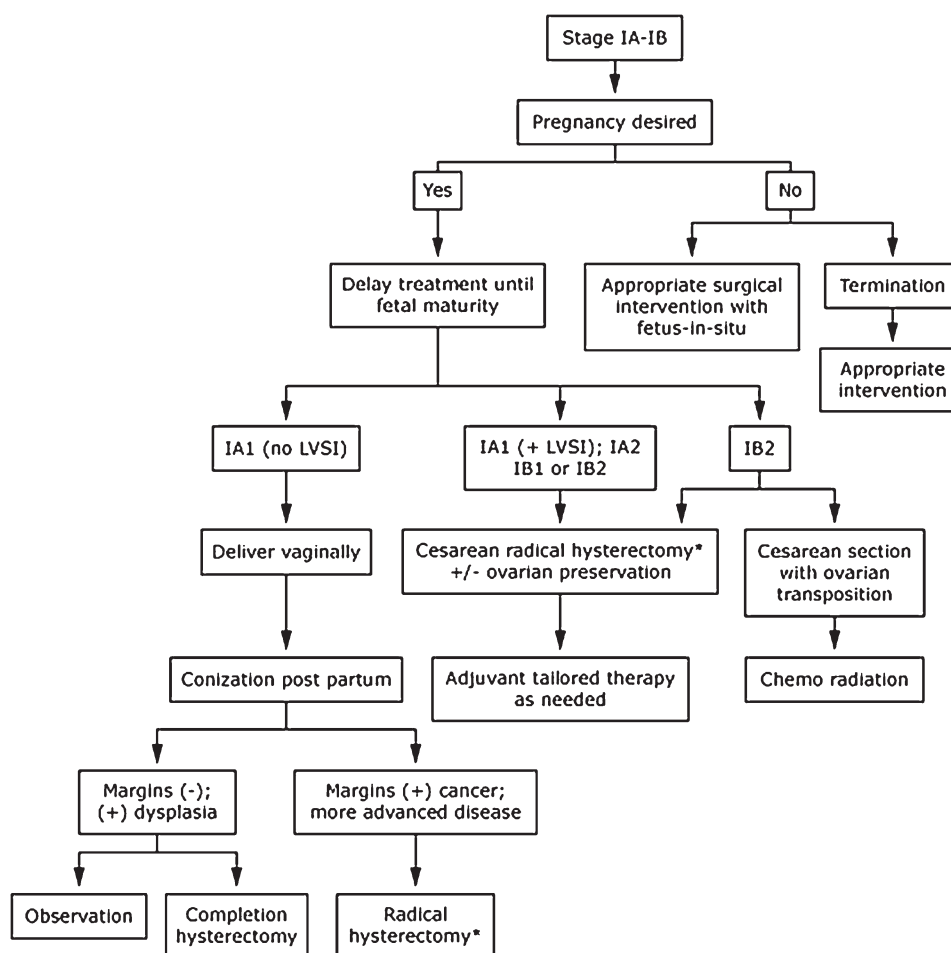 Stage IA-IB
Pregnancy desired
Yes
No
Delay treatment until
fetal maturity
Appropriate surgical
intervention with
fetus-in-situ
Termination
Appropriate
intervention
IA1 (no LVSI)
IA1 (+ LVSI); IA2
IB1 or IB2
IB2
Deliver vaginally
Cesarean radical hysterectomy*
+/- ovarian preservation
Cesarean section
with ovarian
transposition
Conization post partum
Adjuvant tailored therapy
as needed
Chemo radiation
Margins (-);
(+) dysplasia
Margins (+) cancer;
more advanced disease
Observation
Completion
hysterectomy
Radical
hysterectomy*